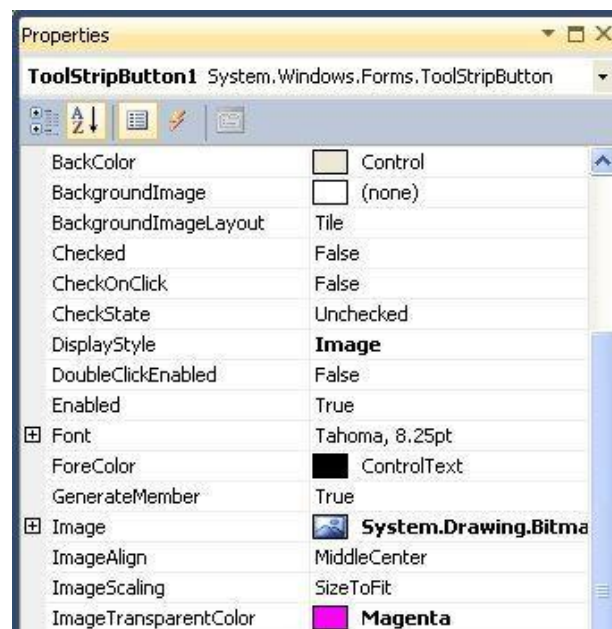 Properties
ToolStripButton1 System.Windows.Forms.ToolStripButton
BackColor Control
BackgroundImage (none)
BackgroundImageLayout Tile
Checked False
CheckOnClick False
CheckState Unchecked
DisplayStyle Image
DoubleClickEnabled False
Enabled True
Font Tahoma, 8.25pt
ForeColor ControlText
GenerateMember True
Image System.Drawing.Bitma
ImageAlign MiddleCenter
ImageScaling SizeToFit
ImageTransparentColor Magenta